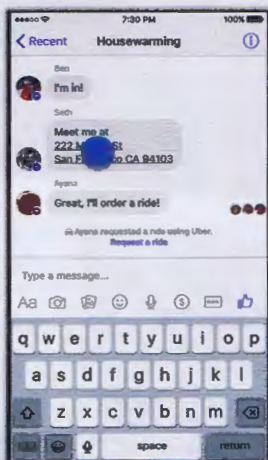 7:30 PM 100%
Recent Housewarming
Ben
I'm in!
Seth
Meet me at
222 St
San CA 94103
Ayana
Great, I'll order a ride!
Ayana requested a ride using Uber.
Request a ride
Type a message...
Aa
q w e r t y u i o p
a s d f g h j k l
z x c v b n m
space return